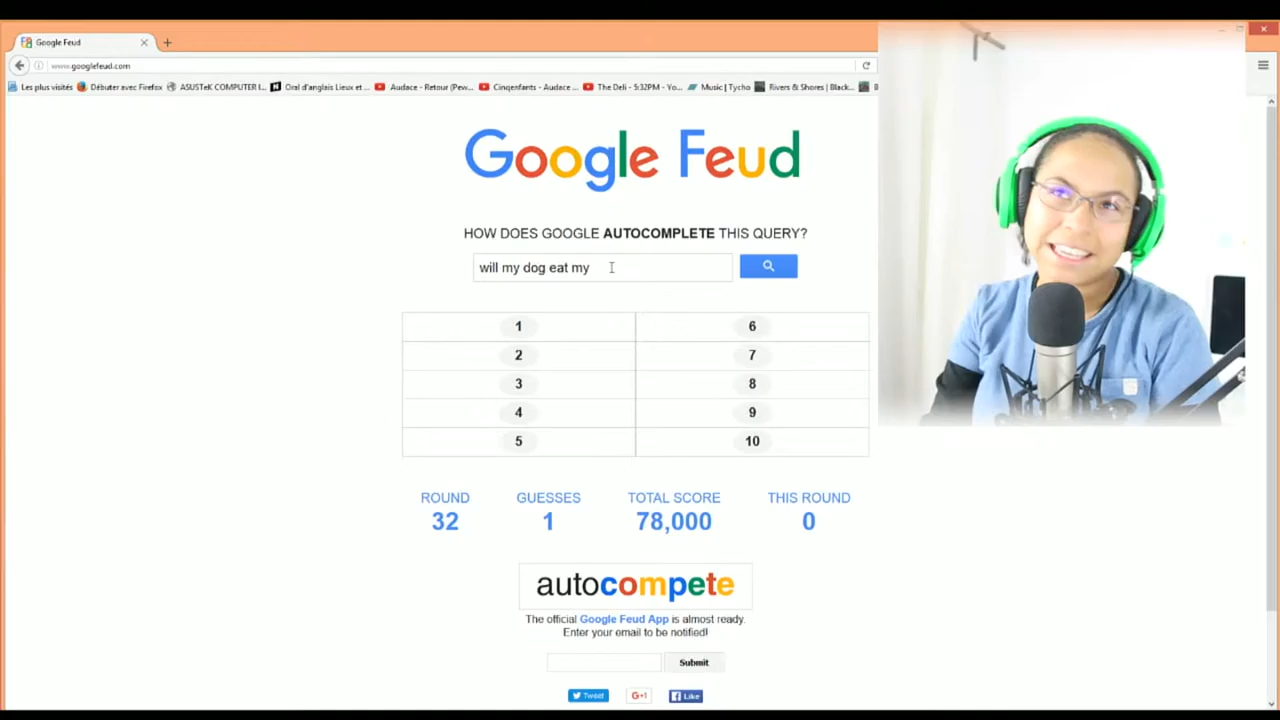 Google Feud
www.googlefeud.com
Les plus visités
Débuter avec Firefox
ASUSTeK COMPUTER I...
Oral d'anglais Lieux et ...
Audace - Retour (Pew...
Cinqenfants - Audace ...
The Deli - 5:32PM - Yo...
Music | Tycho
Rivers & Shores | Black...
Google Feud
HOW DOES GOOGLE AUTOCOMPLETE THIS QUERY?
will my dog eat my
1 6
2 7
3 8
4 9
5 10
ROUND GUESSES TOTAL SCORE THIS ROUND
32 1 78,000 0
autocompete
The official Google Feud App is almost ready.
Enter your email to be notified!
Submit
Tweet G+1 Like